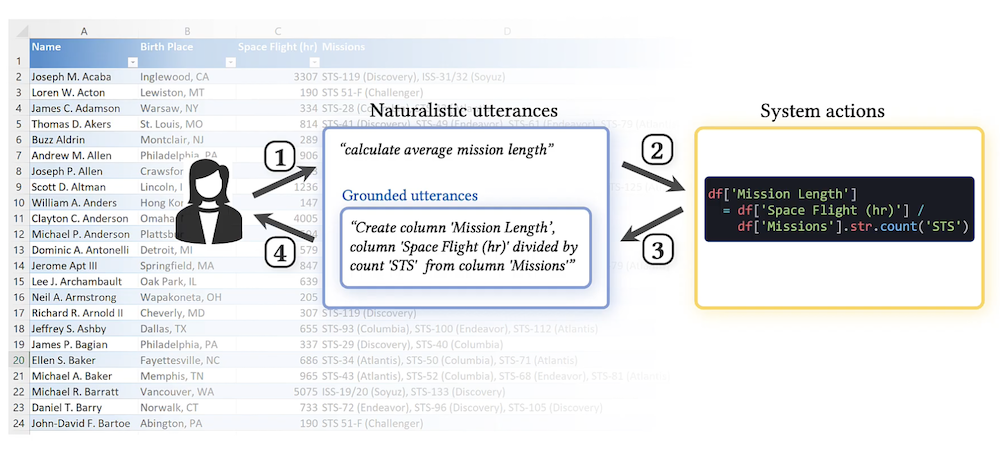 A B C D
Name Birth Place Space Flight (hr) Missions
1
2 Joseph M. Acaba Inglewood, CA 3307 STS-119 (Discovery), ISS-31/32 (Soyuz)
3 Loren W. Acton Lewiston, MT 190 STS 51-F (Challenger)
4 James C. Adamson Warsaw, NY 334 STS-28
5 Thomas D. Akers St. Louis, MO 814 STS-41 (Discovery), STS-49 (Endeavor), STS-61 (Endeavor), STS-79
6 Buzz Aldrin Montclair, NJ 289
7 Andrew M. Allen Philadelphia, PA 906
8 Joseph P. Allen Crawsfor
9 Scott D. Altman Lincoln, I 1236
10 William A. Anders Hong Kon 147
11 Clayton C. Anderson Omaha 4005
12 Michael P. Anderson Plattsbu
13 Dominic A. Antonelli Detroit, MI 579
14 Jerome Apt III Springfield, MA 847
15 Lee J. Archambault Oak Park, IL 639
16 Neil A. Armstrong Wapakoneta, OH 205
17 Richard R. Arnold II Cheverly, MD 307 STS-119 (Discovery)
18 Jeffrey S. Ashby Dallas, TX 655 STS-93 (Columbia), STS-100 (Endeavor), STS-112 (Atlantis)
19 James P. Bagian Philadelphia, PA 337 STS-29 (Discovery), STS-40 (Columbia)
20 Ellen S. Baker Fayettesville, NC 686 STS-34 (Atlantis), STS-50 (Columbia), STS-71 (Atlantis)
21 Michael A. Baker Memphis, TN 965 STS-43 (Atlantis), STS-52 (Columbia), STS-68 (Endeavor), STS-81 (Atlantis)
22 Michael R. Barratt Vancouver, WA 5075 ISS-19/20 (Soyuz), STS-133 (Discovery)
23 Daniel T. Barry Norwalk, CT 733 STS-72 (Endeavor), STS-96 (Discovery), STS-105 (Discovery)
24 John-David F. Bartoe Abington, PA 190 STS 51-F (Challenger)
Naturalistic utterances
“calculate average mission length”
Grounded utterances
“Create column 'Mission Length',
column 'Space Flight (hr)' divided by
count 'STS' from column 'Missions'”
1
2
3
4
System actions
df['Mission Length']
= df['Space Flight (hr)'] /
df['Missions'].str.count('STS')